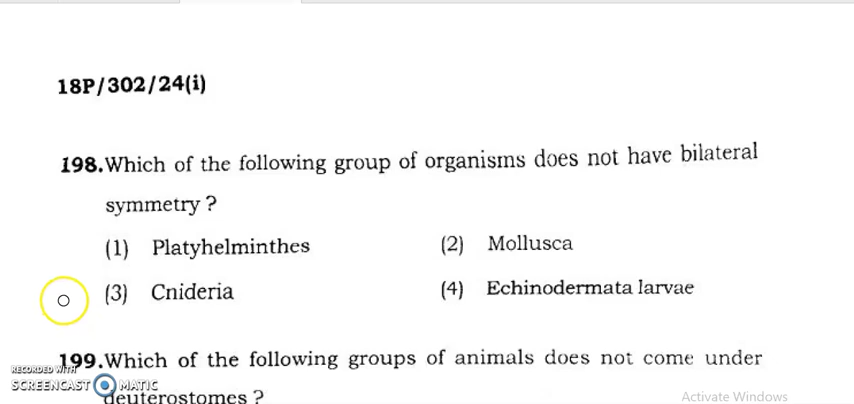 18P/302/24(i)
198. Which of the following group of organisms does not have bilateral
symmetry ?
(1) Platyhelminthes (2) Mollusca
(3) Cnideria (4) Echinodermata larvae
199. Which of the following groups of animals does not come under
RECORDED WITH
SCREENCAST MATIC
deuterostomes ?
Activate Windows